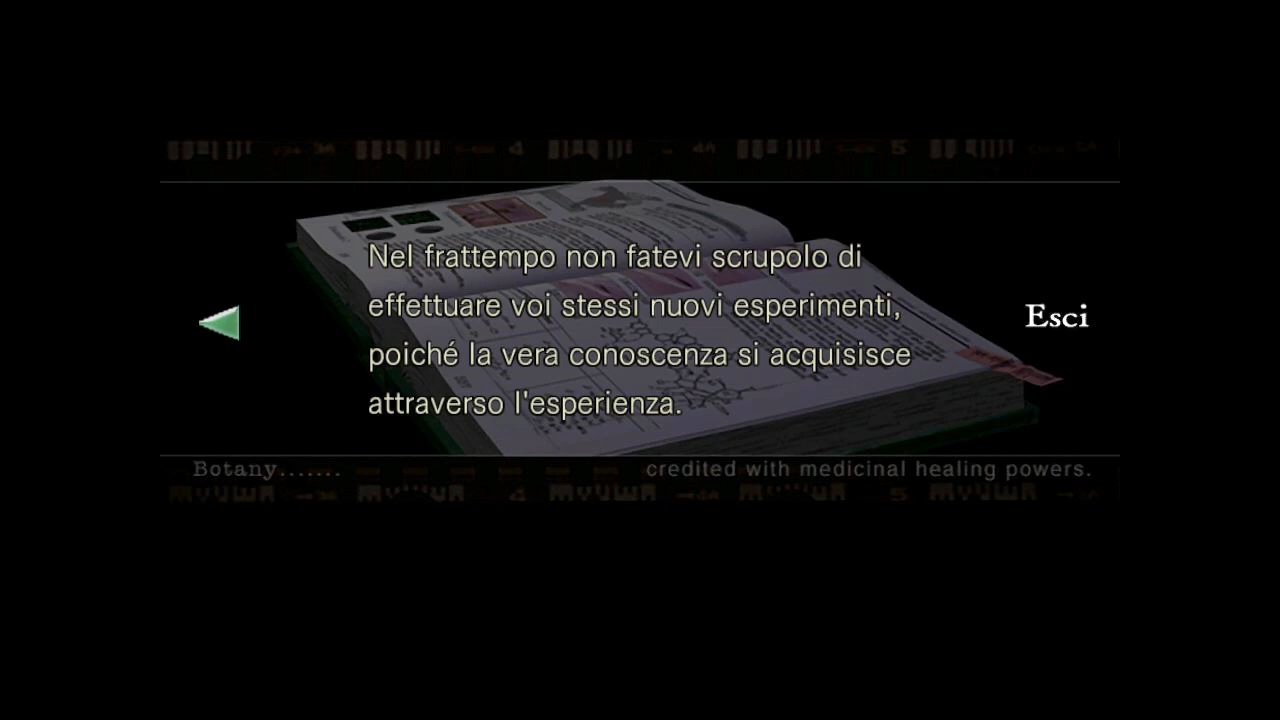 Nel frattempo non fatevi scrupolo di
effettuare voi stessi nuovi esperimenti,
poiché la vera conoscenza si acquisisce
attraverso l'esperienza.
Esci
Botany....... credited with medicinal healing powers.